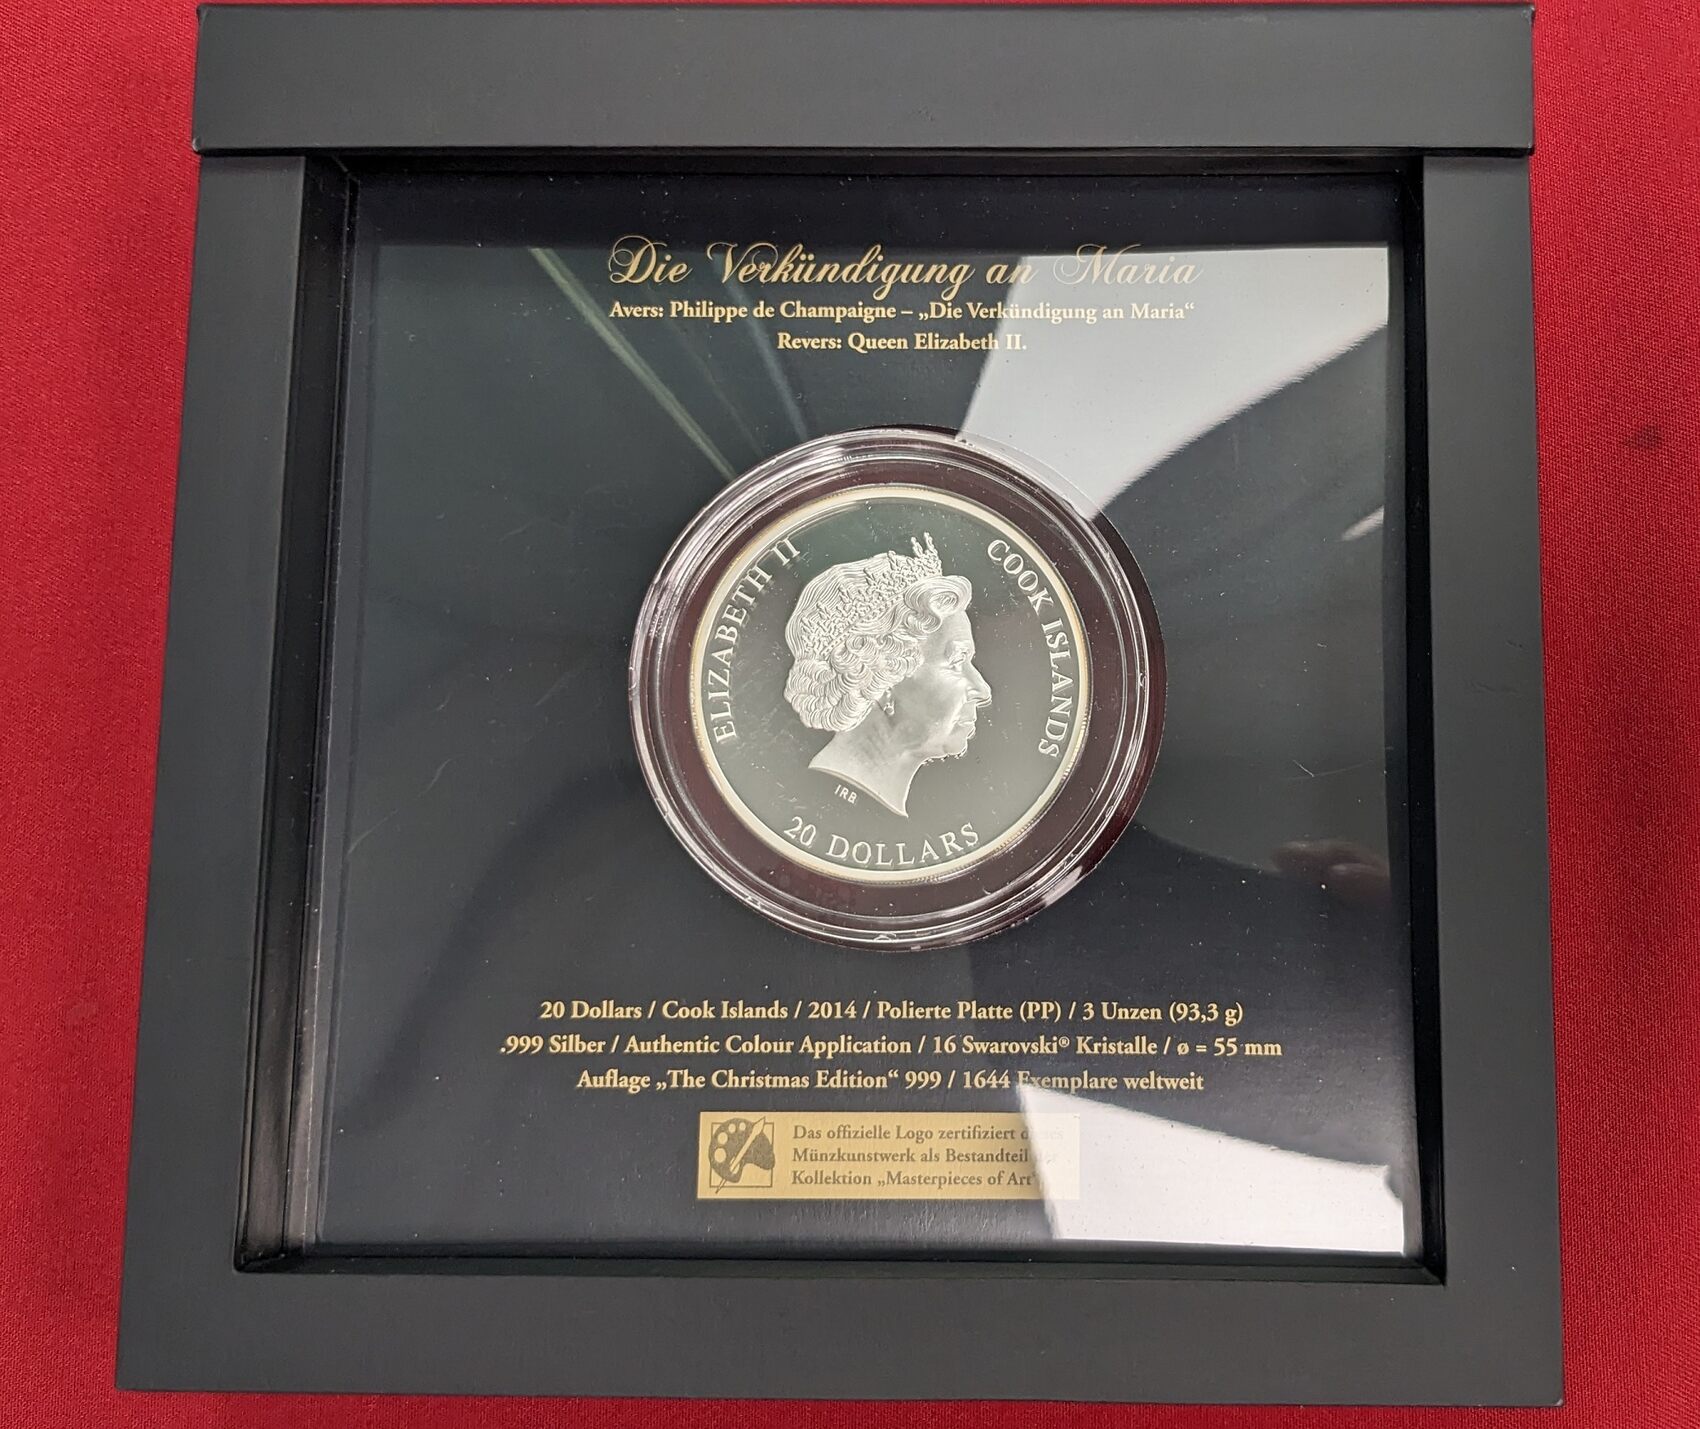 Die Verkündigung an Maria
Avers: Philippe de Champaigne – „Die Verkündigung an Maria“
Revers: Queen Elizabeth II.
ELIZABETH II
COOK ISLANDS
IRB
20 DOLLARS
20 Dollars / Cook Islands / 2014 / Polierte Platte (PP) / 3 Unzen (93,3 g)
.999 Silber / Authentic Colour Application / 16 Swarovski® Kristalle / ø = 55 mm
Auflage „The Christmas Edition“ 999 / 1644 Exemplare weltweit
Das offizielle Logo zertifiziert dieses
Münzkunstwerk als Bestandteil der
Kollektion „Masterpieces of Art“.